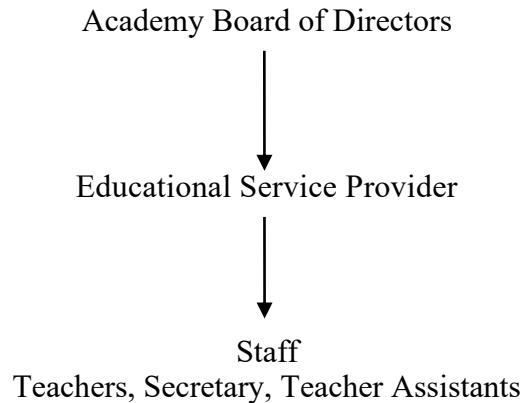 Academy Board of Directors
Educational Service Provider
Staff
Teachers, Secretary, Teacher Assistants